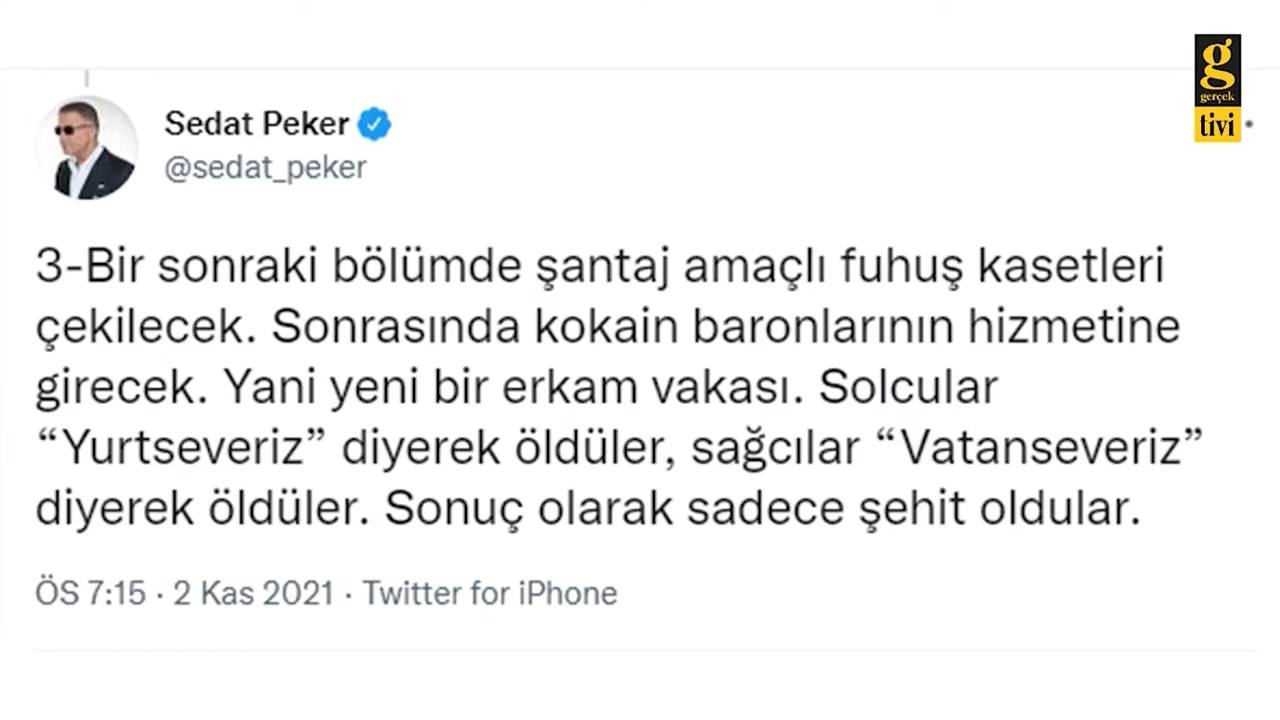 g
gerçek
tivi
Sedat Peker
@sedat_peker
3-Bir sonraki bölümde şantaj amaçlı fuhuş kasetleri
çekilecek. Sonrasında kokain baronlarının hizmetine
girecek. Yani yeni bir erkam vakası. Solcular
“Yurtseveriz” diyerek öldüler, sağcılar “Vatanseveriz”
diyerek öldüler. Sonuç olarak sadece şehit oldular.
ÖS 7:15 · 2 Kas 2021 · Twitter for iPhone